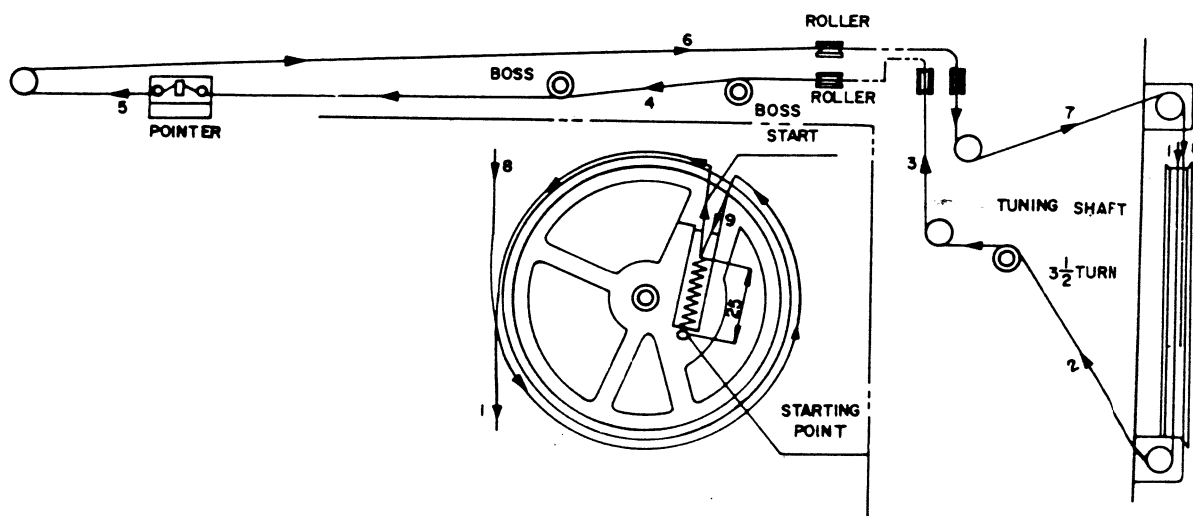 ROLLER
6
BOSS
4
ROLLER
5
BOSS
POINTER
START
7
8
3
1
9
TUNING SHAFT
3 1/2 TURN
25
2
1
STARTING
POINT